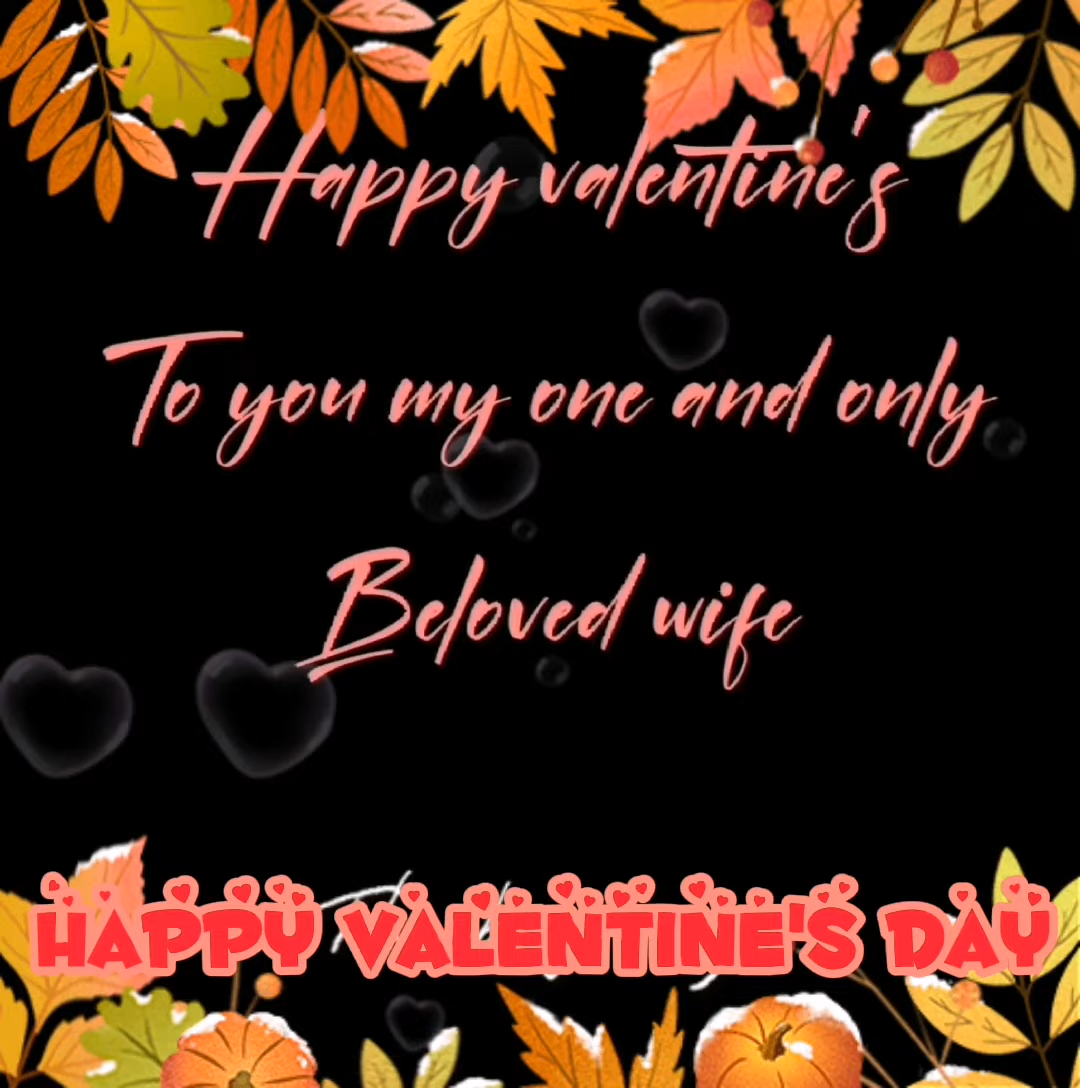 Happy valentine's
To you my one and only
Beloved wife
HAPPY VALENTINE'S DAY